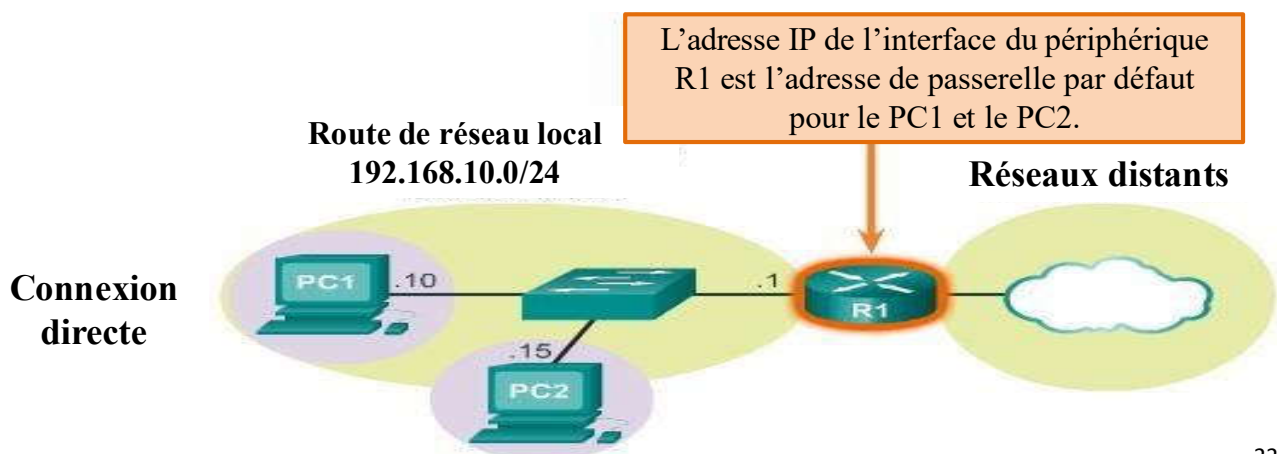 L’adresse IP de l’interface du périphérique
R1 est l’adresse de passerelle par défaut
pour le PC1 et le PC2.
Route de réseau local
192.168.10.0/24
Réseaux distants
Connexion
directe
PC1
.10
.1
R1
.15
PC2